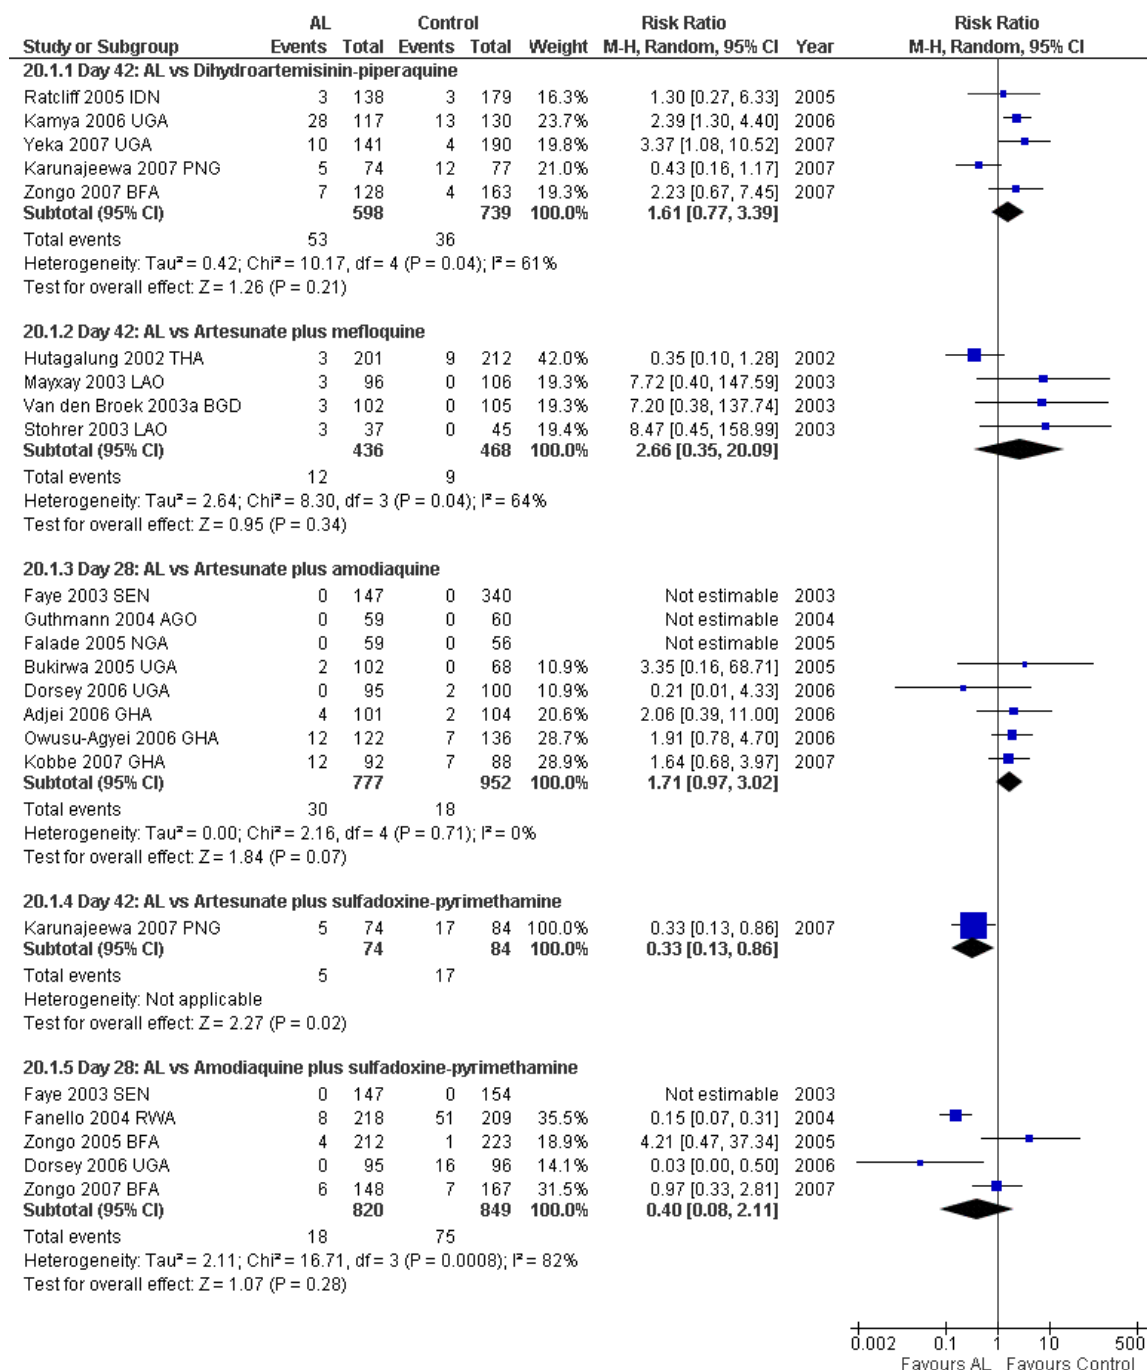 AL Control Risk Ratio Risk Ratio
Study or Subgroup Events Total Events Total Weight M-H, Random, 95% CI Year M-H, Random, 95% CI
20.1.1 Day 42: AL vs Dihydroartemisinin-piperaquine
Ratcliff 2005 IDN 3 138 3 179 16.3% 1.30 [0.27, 6.33] 2005
Kamya 2006 UGA 28 117 13 130 23.7% 2.39 [1.30, 4.40] 2006
Yeka 2007 UGA 10 141 4 190 19.8% 3.37 [1.08, 10.52] 2007
Karunajeewa 2007 PNG 5 74 12 77 21.0% 0.43 [0.16, 1.17] 2007
Zongo 2007 BFA 7 128 4 163 19.3% 2.23 [0.67, 7.45] 2007
Subtotal (95% CI) 598 739 100.0% 1.61 [0.77, 3.39]
Total events 53 36
Heterogeneity: Tau² = 0.42; Chi² = 10.17, df = 4 (P = 0.04); I² = 61%
Test for overall effect: Z = 1.26 (P = 0.21)
20.1.2 Day 42: AL vs Artesunate plus mefloquine
Hutagalung 2002 THA 3 201 9 212 42.0% 0.35 [0.10, 1.28] 2002
Mayxay 2003 LAO 3 96 0 106 19.3% 7.72 [0.40, 147.59] 2003
Van den Broek 2003a BGD 3 102 0 105 19.3% 7.20 [0.38, 137.74] 2003
Stohrer 2003 LAO 3 37 0 45 19.4% 8.47 [0.45, 158.99] 2003
Subtotal (95% CI) 436 468 100.0% 2.66 [0.35, 20.09]
Total events 12 9
Heterogeneity: Tau² = 2.64; Chi² = 8.30, df = 3 (P = 0.04); I² = 64%
Test for overall effect: Z = 0.95 (P = 0.34)
20.1.3 Day 28: AL vs Artesunate plus amodiaquine
Faye 2003 SEN 0 147 0 340 Not estimable 2003
Guthmann 2004 AGO 0 59 0 60 Not estimable 2004
Falade 2005 NGA 0 59 0 56 Not estimable 2005
Bukirwa 2005 UGA 2 102 0 68 10.9% 3.35 [0.16, 68.71] 2005
Dorsey 2006 UGA 0 95 2 100 10.9% 0.21 [0.01, 4.33] 2006
Adjei 2006 GHA 4 101 2 104 20.6% 2.06 [0.39, 11.00] 2006
Owusu-Agyei 2006 GHA 12 122 7 136 28.7% 1.91 [0.78, 4.70] 2006
Kobbe 2007 GHA 12 92 7 88 28.9% 1.64 [0.68, 3.97] 2007
Subtotal (95% CI) 777 952 100.0% 1.71 [0.97, 3.02]
Total events 30 18
Heterogeneity: Tau² = 0.00; Chi² = 2.16, df = 4 (P = 0.71); I² = 0%
Test for overall effect: Z = 1.84 (P = 0.07)
20.1.4 Day 42: AL vs Artesunate plus sulfadoxine-pyrimethamine
Karunajeewa 2007 PNG 5 74 17 84 100.0% 0.33 [0.13, 0.86] 2007
Subtotal (95% CI) 74 84 100.0% 0.33 [0.13, 0.86]
Total events 5 17
Heterogeneity: Not applicable
Test for overall effect: Z = 2.27 (P = 0.02)
20.1.5 Day 28: AL vs Amodiaquine plus sulfadoxine-pyrimethamine
Faye 2003 SEN 0 147 0 154 Not estimable 2003
Fanello 2004 RWA 8 218 51 209 35.5% 0.15 [0.07, 0.31] 2004
Zongo 2005 BFA 4 212 1 223 18.9% 4.21 [0.47, 37.34] 2005
Dorsey 2006 UGA 0 95 16 96 14.1% 0.03 [0.00, 0.50] 2006
Zongo 2007 BFA 6 148 7 167 31.5% 0.97 [0.33, 2.81] 2007
Subtotal (95% CI) 820 849 100.0% 0.40 [0.08, 2.11]
Total events 18 75
Heterogeneity: Tau² = 2.11; Chi² = 16.71, df = 3 (P = 0.0008); I² = 82%
Test for overall effect: Z = 1.07 (P = 0.28)
0.002 0.1 1 10 500
Favours AL Favours Control